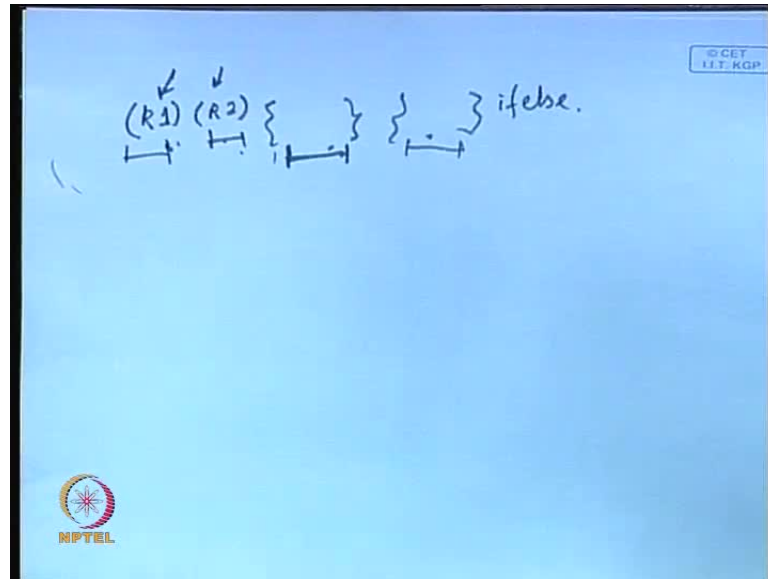 © CET
I.I.T. KGP
(R1) (R2) { } { } ifelse.
NPTEL